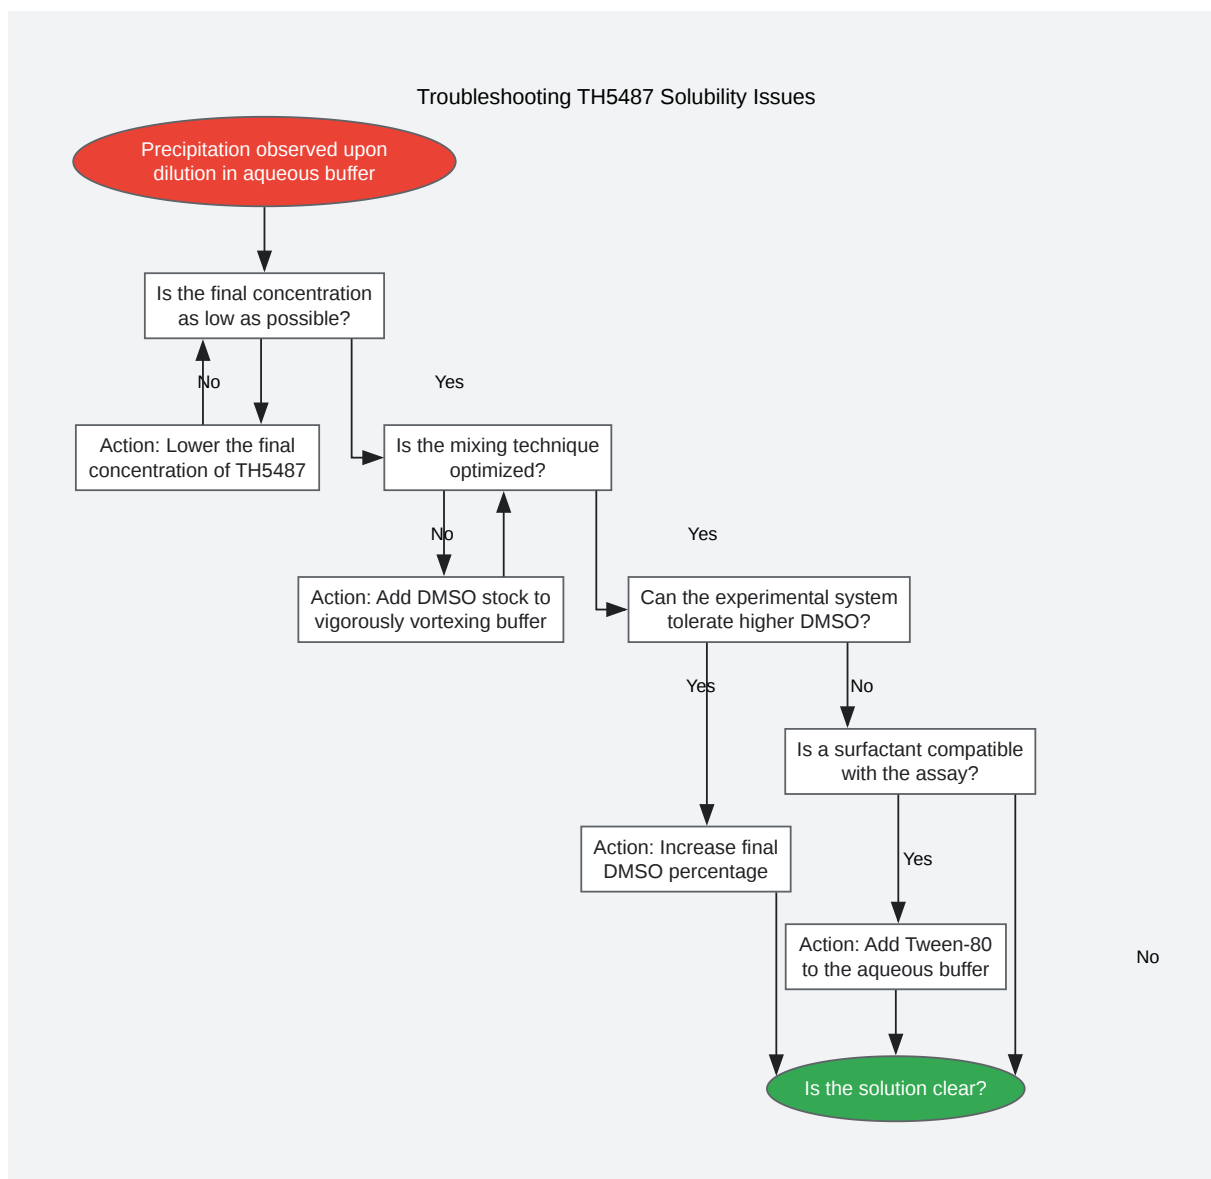 Troubleshooting TH5487 Solubility Issues
Precipitation observed upon
dilution in aqueous buffer
Is the final concentration
as low as possible?
No
Yes
Action: Lower the final
concentration of TH5487
Is the mixing technique
optimized?
No
Yes
Action: Add DMSO stock to
vigorously vortexing buffer
Can the experimental system
tolerate higher DMSO?
Yes
No
Is a surfactant compatible
with the assay?
Action: Increase final
DMSO percentage
Yes
Action: Add Tween-80
to the aqueous buffer
No
Is the solution clear?